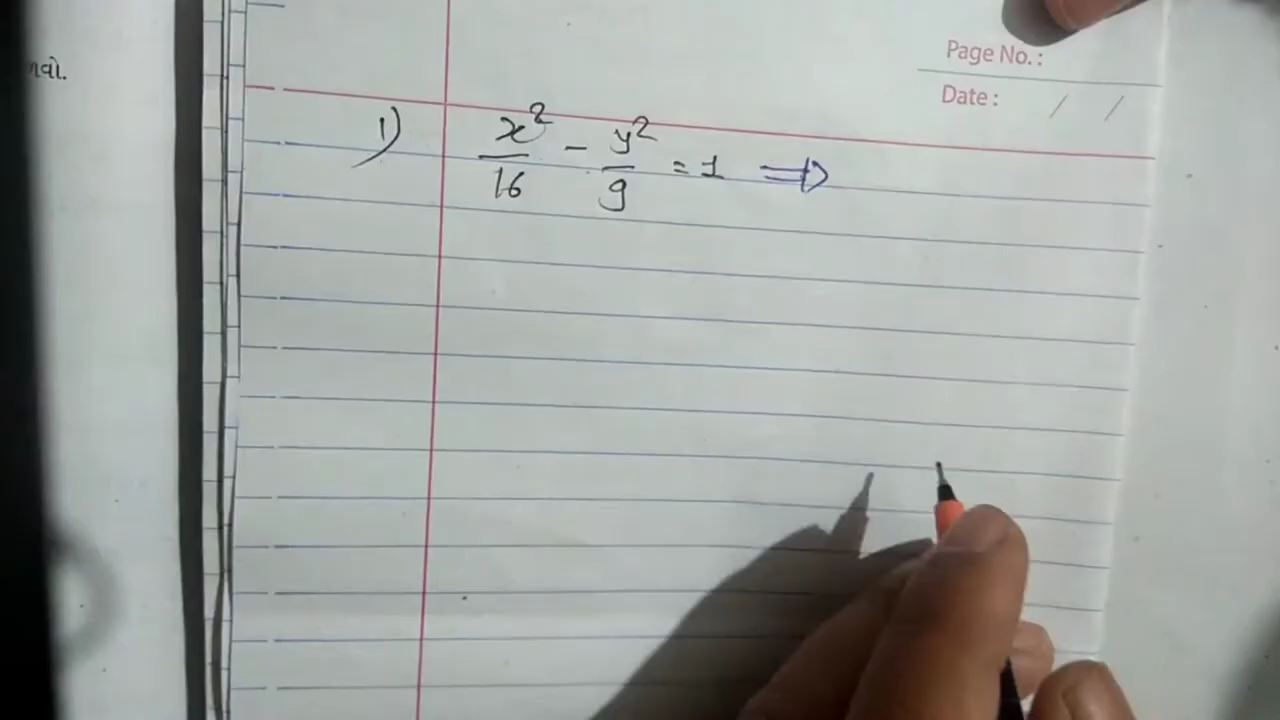 Page No.:
Date: / /
1) x²/16 - y²/9 = 1 ⇒